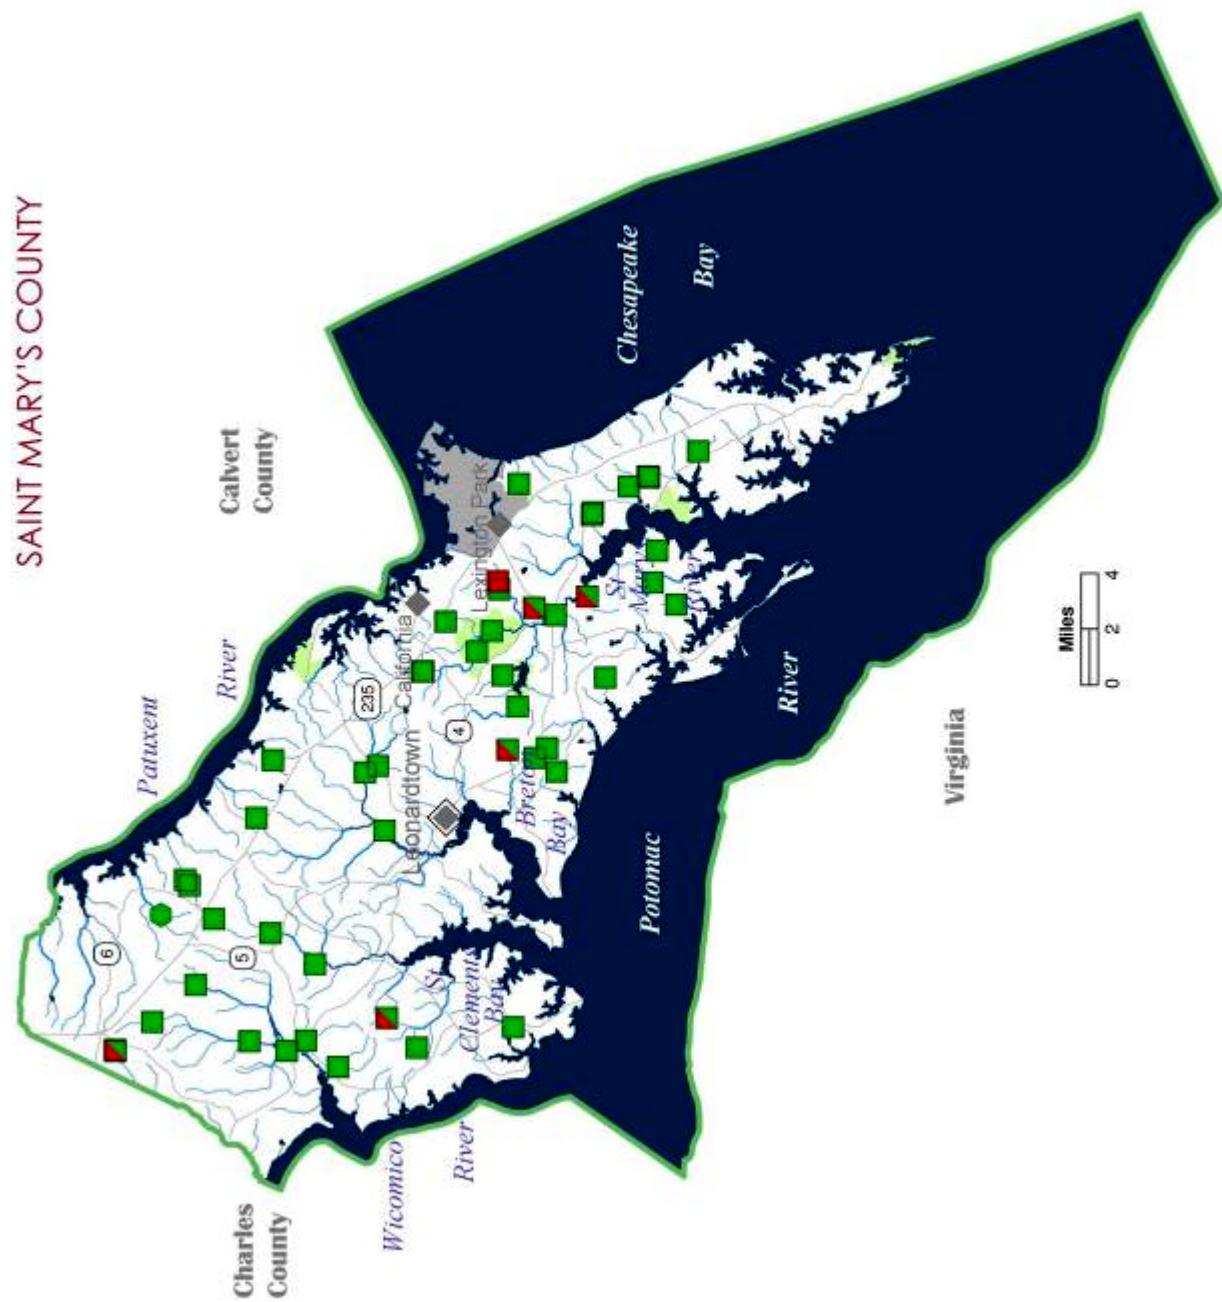 SAINT MARY'S COUNTY
Calvert
County
Patuxent
River
Charles
County
6
5
235
4
California
Lexington Park
Leonardtown
Chesapeake
Bay
Wicomico
River
St
Clements
Bay
Breton
Bay
St
Marys
River
Potomac
River
Virginia
Miles
0 2 4